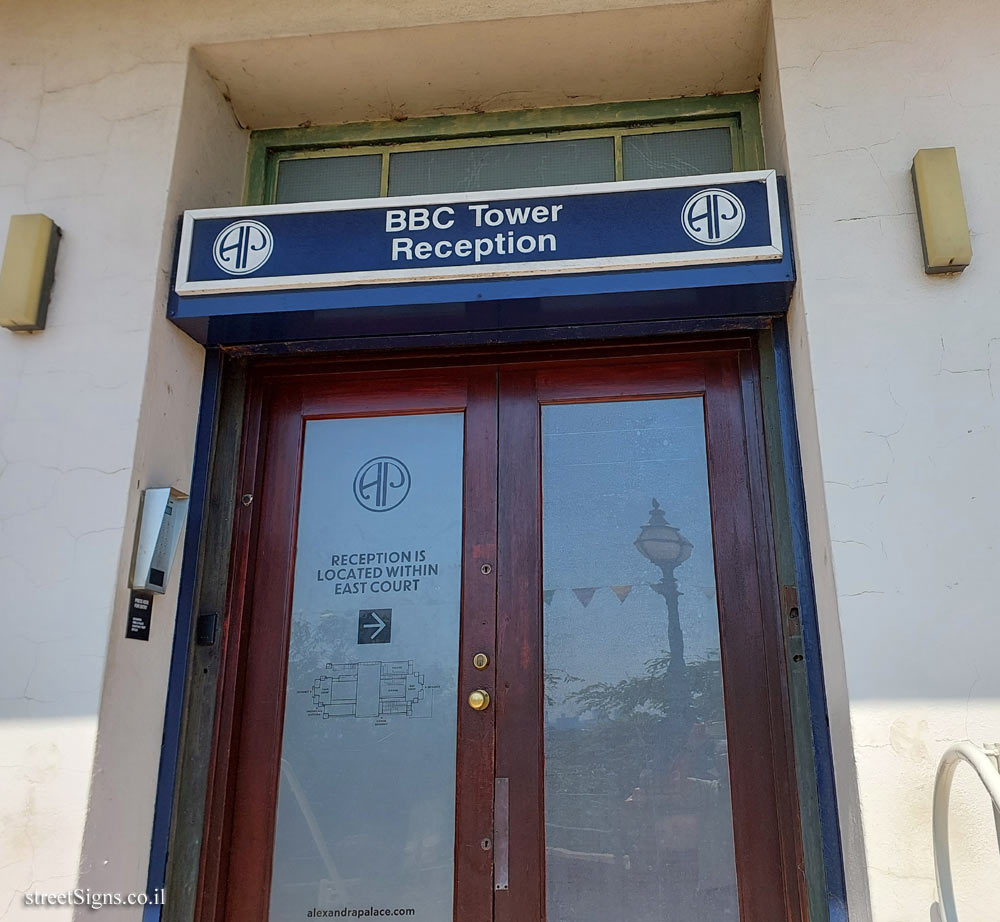 BBC Tower
Reception
AP
AP
AP
RECEPTION IS
LOCATED WITHIN
EAST COURT
alexandrapalace.com
streetSigns.co.il